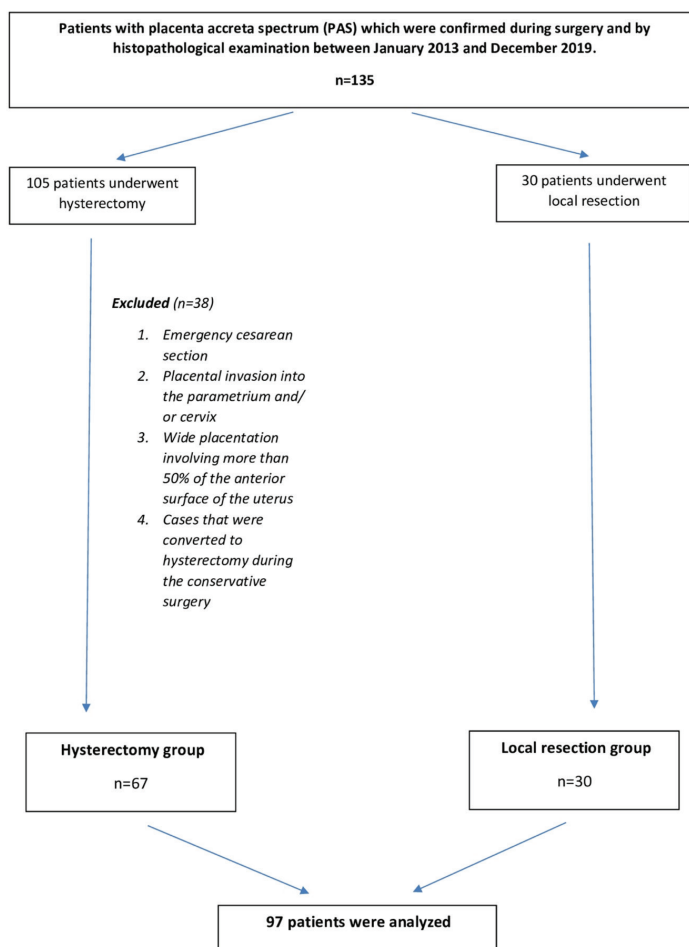 Patients with placenta accreta spectrum (PAS) which were confirmed during surgery and by
histopathological examination between January 2013 and December 2019.
n=135
105 patients underwent
hysterectomy
30 patients underwent
local resection
Excluded (n=38)
1. Emergency cesarean
section
2. Placental invasion into
the parametrium and/
or cervix
3. Wide placentation
involving more than
50% of the anterior
surface of the uterus
4. Cases that were
converted to
hysterectomy during
the conservative
surgery
Hysterectomy group
n=67
Local resection group
n=30
97 patients were analyzed